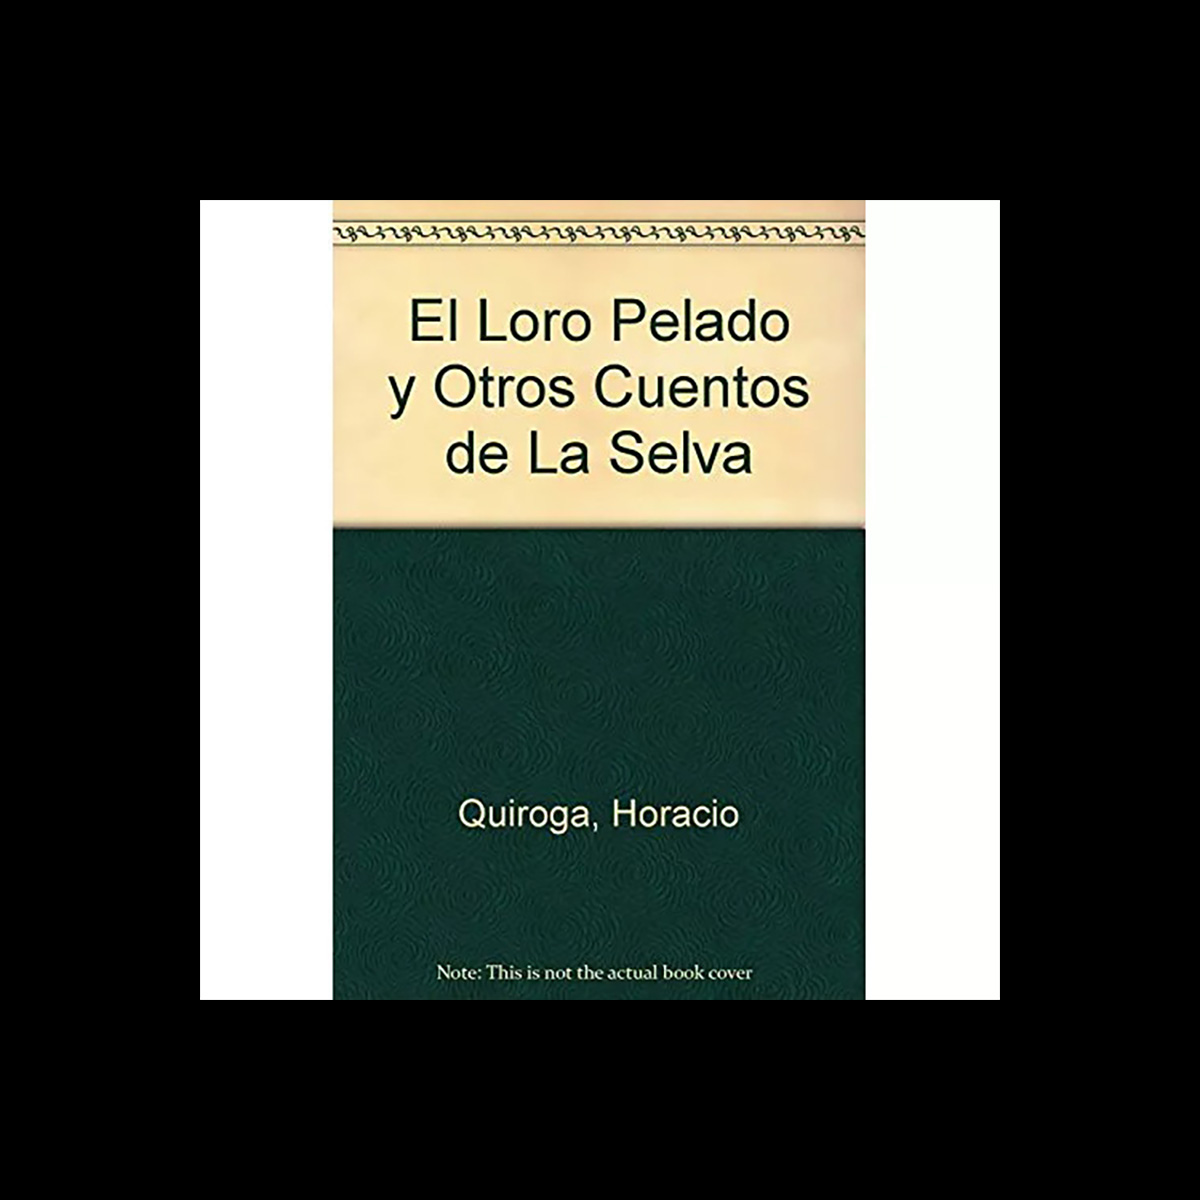 El Loro Pelado
y Otros Cuentos
de La Selva
Quiroga, Horacio
Note: This is not the actual book cover